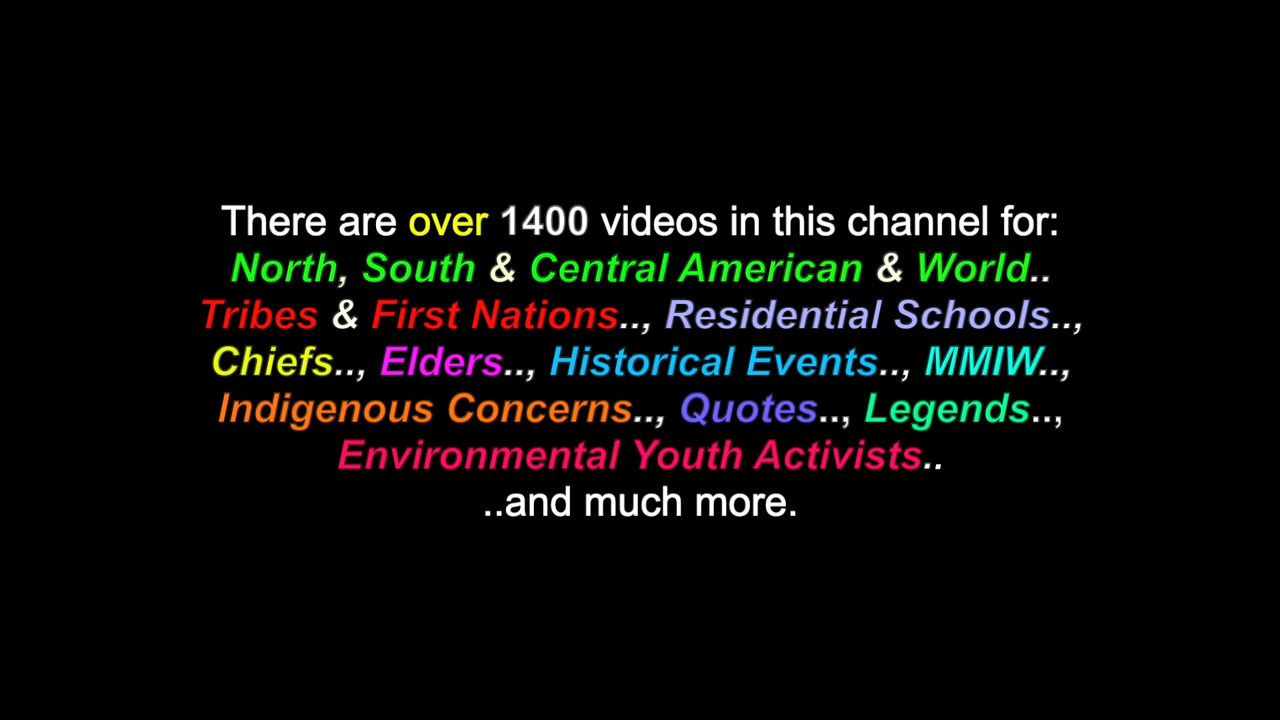 There are over 1400 videos in this channel for:
North, South & Central American & World..
Tribes & First Nations.., Residential Schools..,
Chiefs.., Elders.., Historical Events.., MMIW..,
Indigenous Concerns.., Quotes.., Legends..,
Environmental Youth Activists..
..and much more.